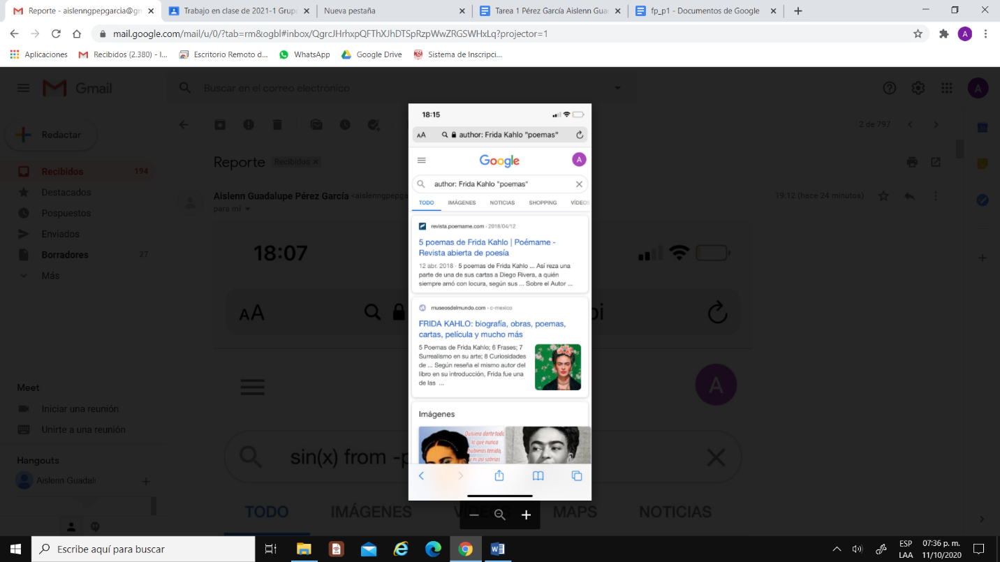 Reporte - aislenngpepgarcia@gm
Trabajo en clase de 2021-1 Grupo
Nueva pestaña
Tarea 1 Pérez García Aislenn Gua
fp_p1 - Documentos de Google
mail.google.com/mail/u/0/?tab=rm&ogbl#inbox/QgrcJHrhxpQFThXJhDTSpRzpWwZRGSWHxLq?projector=1
A
Aplicaciones
Recibidos (2.380) - l...
Escritorio Remoto d...
WhatsApp
Google Drive
Sistema de Inscripci...
Gmail
Buscar en el correo electrónico
A
Redactar
2 de 797
Recibidos 194
Destacados
Pospuestos
Enviados
Borradores 27
Más
Meet
Iniciar una reunión
Unirte a una reunión
Hangouts
Aislenn Guadalu
Reporte Recibidos
Aislenn Guadalupe Pérez García <aislenngpepga
para mí
19:12 (hace 24 minutos)
18:07
AA
A
sin(x) from -p
TODO IMÁGENES MAPS NOTICIAS
18:15
AA author: Frida Kahlo "poemas"
Google
A
author: Frida Kahlo "poemas"
TODO IMÁGENES NOTICIAS SHOPPING VÍDEOS
revista.poemame.com › 2018/04/12
5 poemas de Frida Kahlo | Poémame -
Revista abierta de poesía
12 abr. 2018 · 5 poemas de Frida Kahlo ... Así reza una
parte de una de sus cartas a Diego Rivera, a quién
siempre amó con locura, según sus ... Sobre el Autor ...
museosdelmundo.com › c-mexico
FRIDA KAHLO: biografía, obras, poemas,
cartas, película y mucho más
5 Poemas de Frida Kahlo; 6 Frases; 7
Surrealismo en su arte; 8 Curiosidades
de ... Según reseña el mismo autor del
libro en su introducción, Frida fue una
de las ...
Imágenes
Quisiera darte todo
lo que nunca
hubieras tenido,
y ni así sabrías
Escribe aquí para buscar
ESP
LAA
07:36 p. m.
11/10/2020